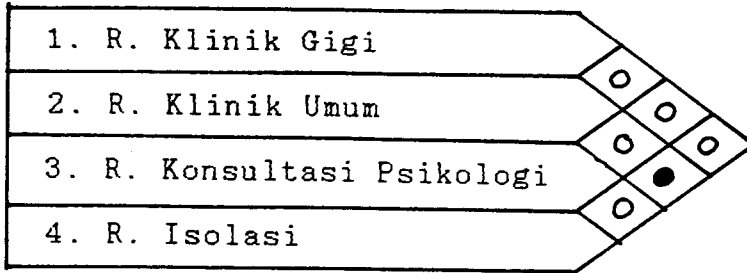 1. R. Klinik Gigi
2. R. Klinik Umum
3. R. Konsultasi Psikologi
4. R. Isolasi